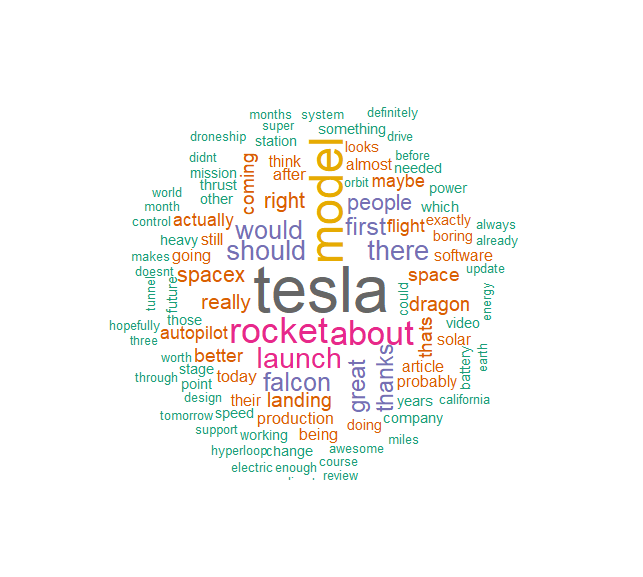 months system definitely
super something
droneship station drive
didnt think looks before
mission coming after almost needed
thrust orbit maybe power
world other right model people which
month actually would first flight exactly always
control still should there boring already
heavy going software
makes spacex tesla space update
doesnt really could dragon energy
tunnel future those rocket about thats video
hopefully autopilot solar
three better launch battery earth
worth stage falcon great thanks article
through point today probably
design their landing years california
tomorrow speed production doing company
support working being miles
hyperloop change awesome
electric enough course
review